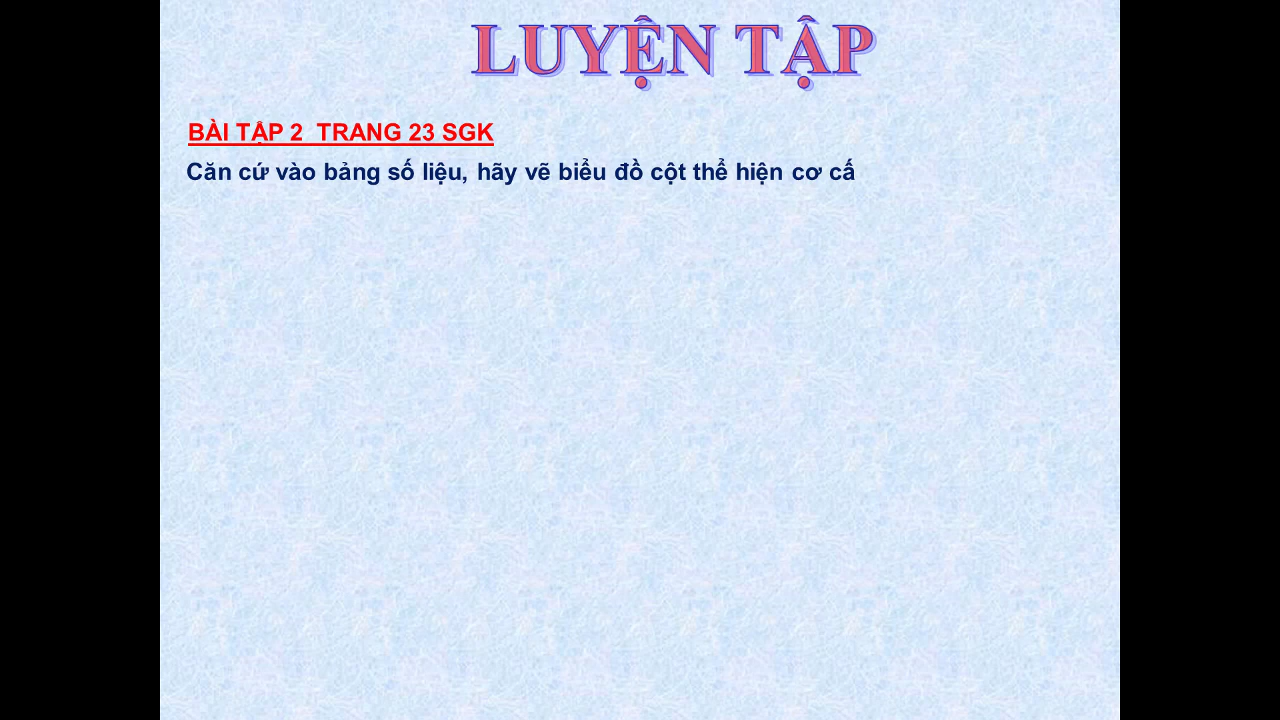 LUYỆN TẬP
BÀI TẬP 2  TRANG 23 SGK
Căn cứ vào bảng số liệu, hãy vẽ biểu đồ cột thể hiện cơ cấ